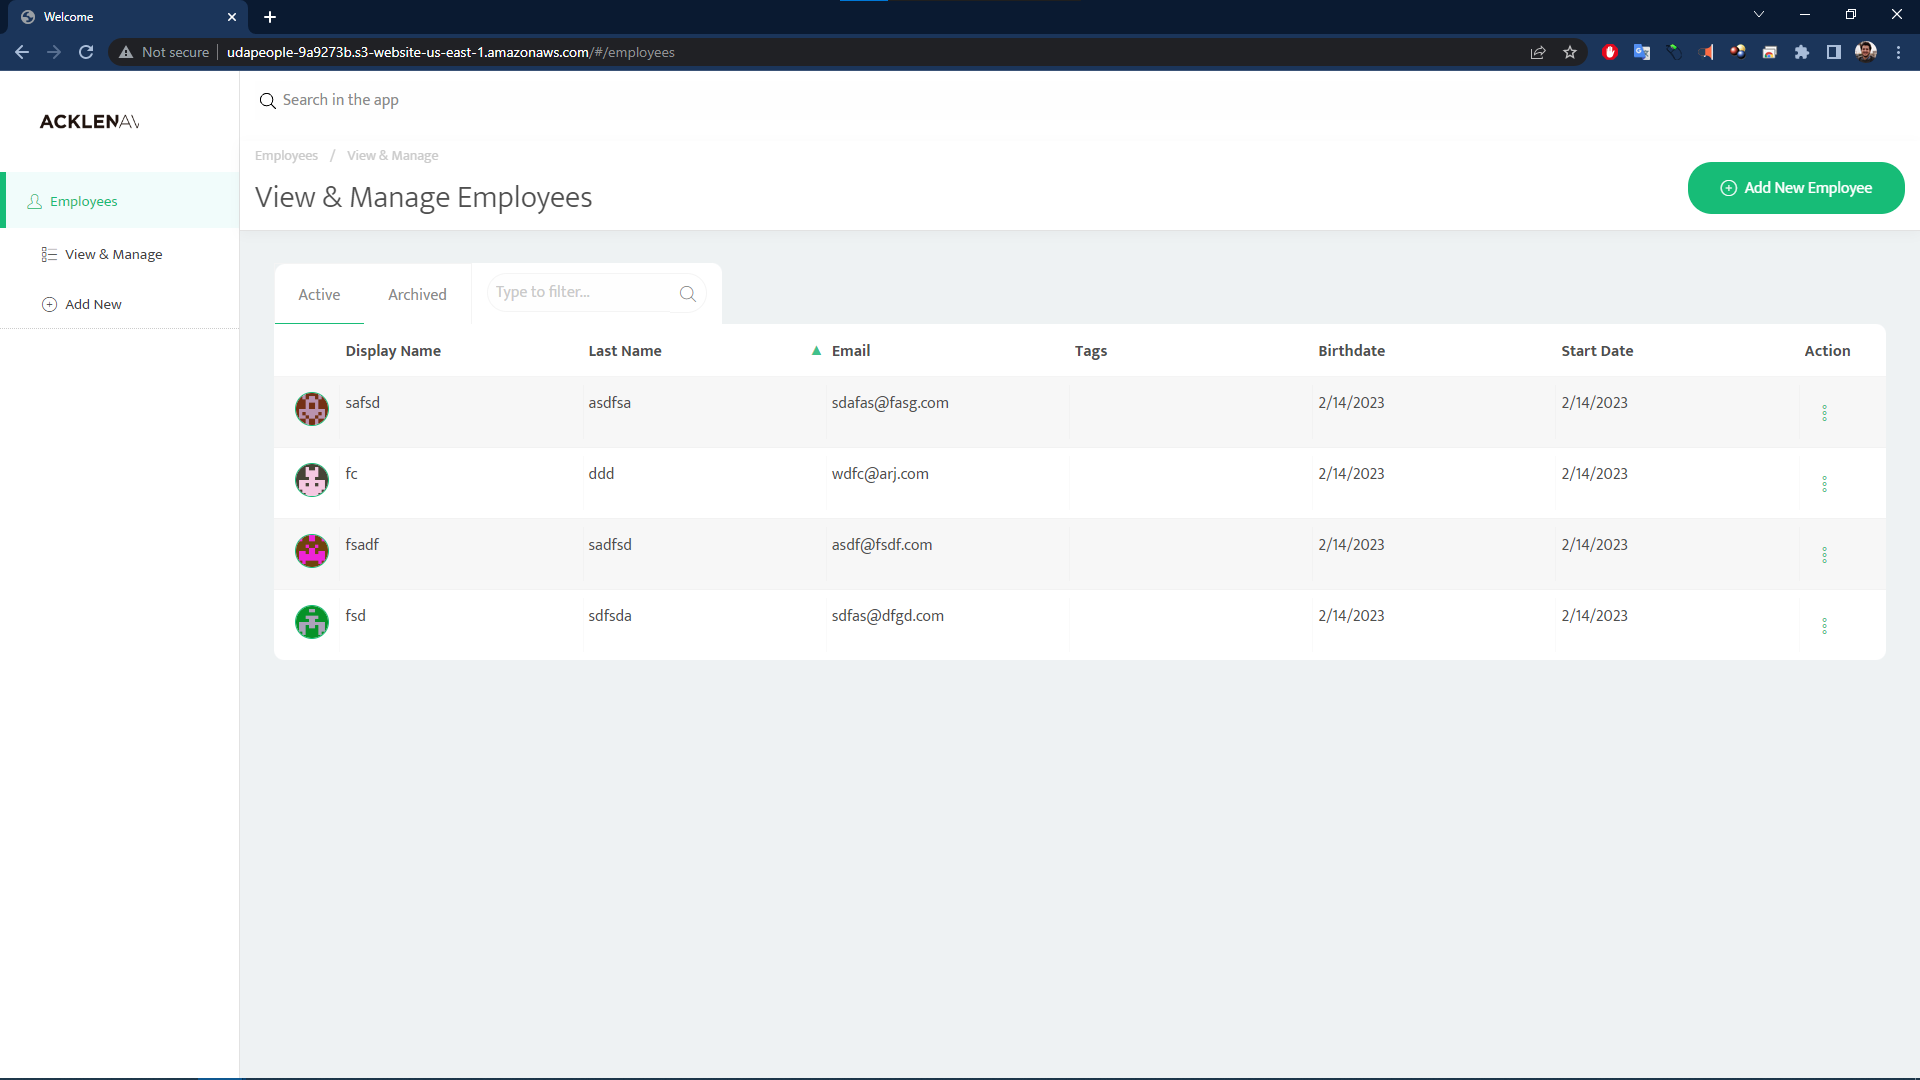 Welcome
Not secure udapeople-9a9273b.s3-website-us-east-1.amazonaws.com/#/employees
Search in the app
ACKLENAV
Employees / View & Manage
View & Manage Employees
Add New Employee
Employees
View & Manage
Add New
Active Archived Type to filter...
Display Name Last Name ▲ Email Tags Birthdate Start Date Action
safsd asdfsa sdafas@fasg.com 2/14/2023 2/14/2023
fc ddd wdfc@arj.com 2/14/2023 2/14/2023
fsadf sadfsd asdf@fsdf.com 2/14/2023 2/14/2023
fsd sdfsda sdfas@dfgd.com 2/14/2023 2/14/2023